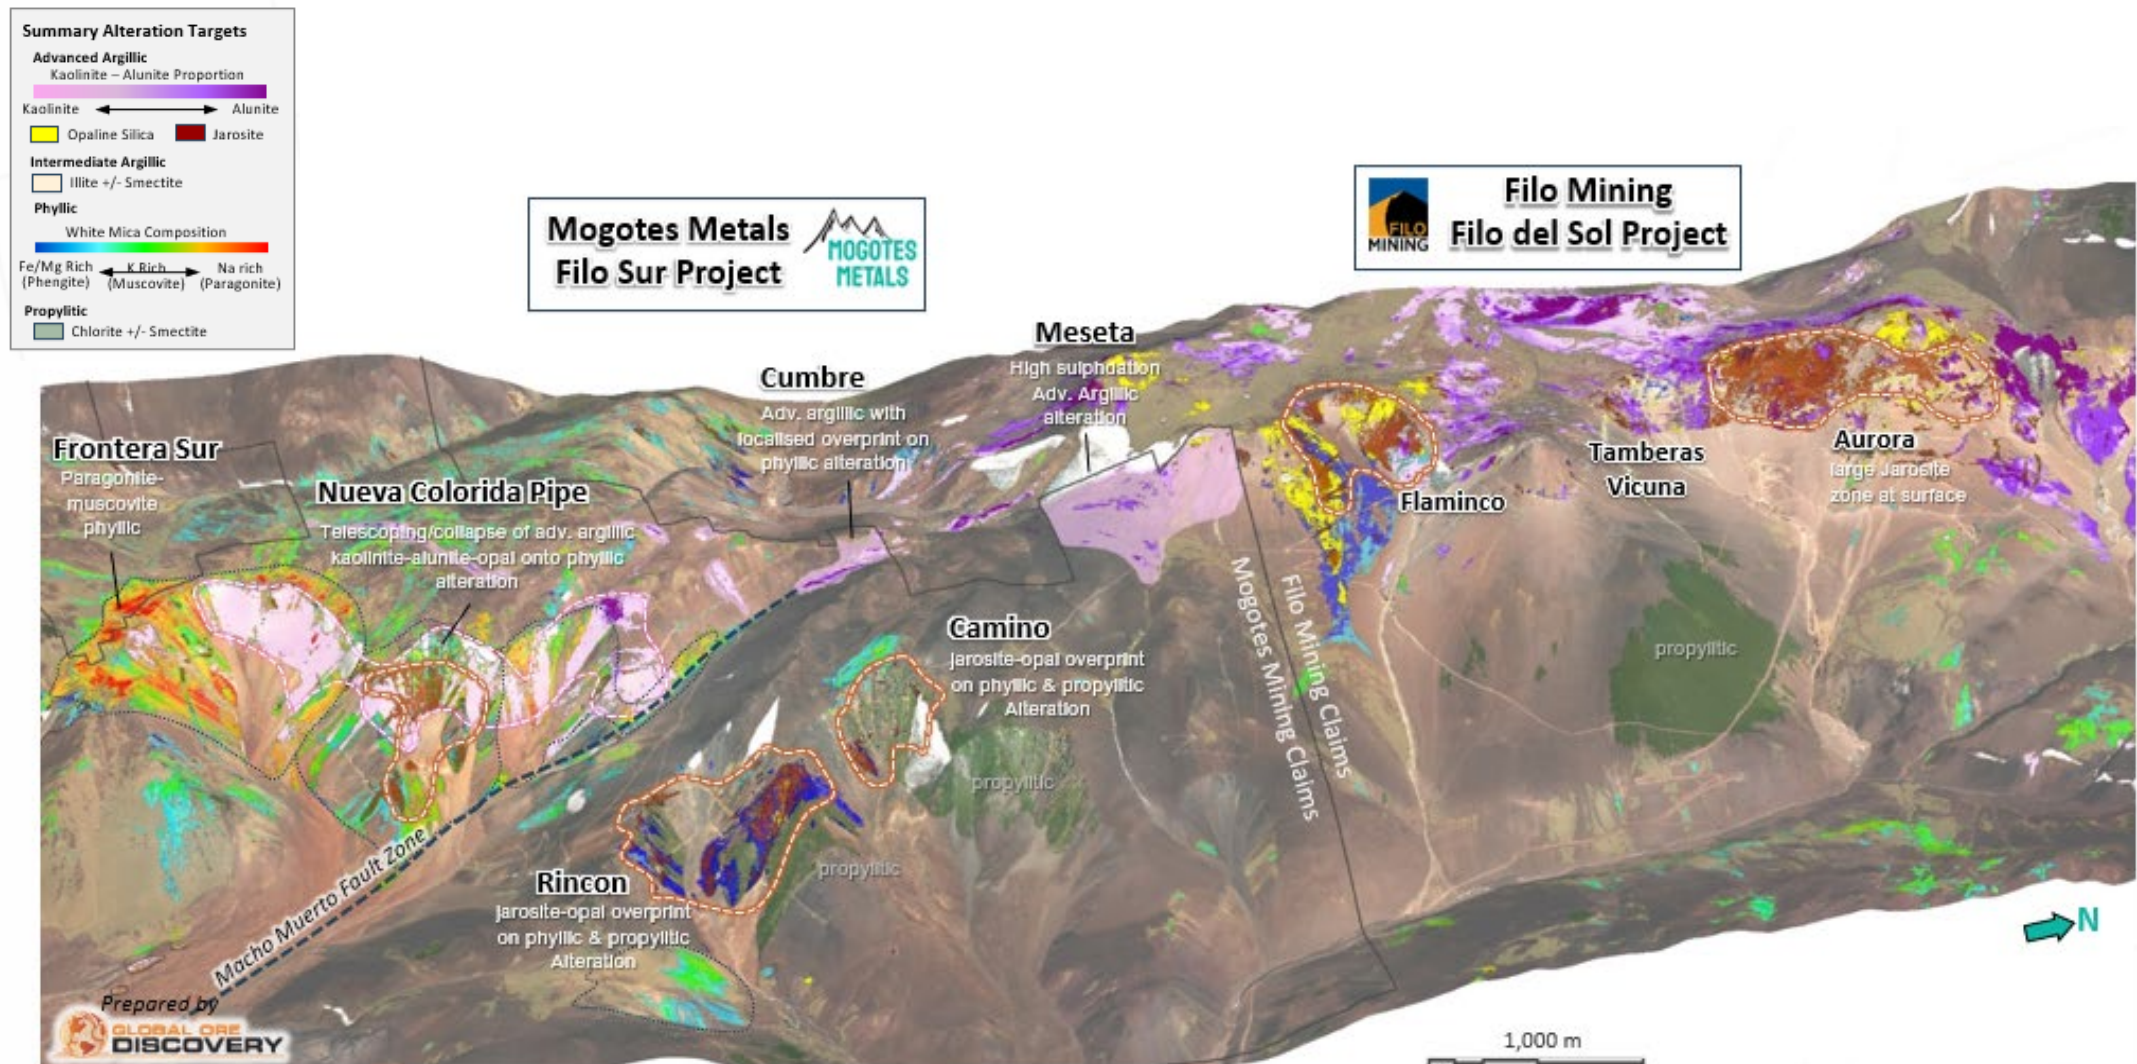 Summary Alteration Targets
Advanced Argillic
Kaolinite – Alunite Proportion
Kaolinite Alunite
Opaline Silica Jarosite
Intermediate Argillic
Illite +/- Smectite
Phyllic
White Mica Composition
Fe/Mg Rich K Rich Na rich
(Phengite) (Muscovite) (Paragonite)
Propylitic
Chlorite +/- Smectite
Mogotes Metals
Filo Sur Project
MOGOTES
METALS
Filo Mining
Filo del Sol Project
FILO
MINING
Meseta
High sulphdation
Adv. Argillic
alteration
Cumbre
Adv. argillic with
localised overprint on
phyllic alteration
Frontera Sur
Paragonite-
muscovite
phyllic
Nueva Colorida Pipe
Telescoping/collapse of adv. argillic
kaolinite-alunite-opal onto phyllic
alteration
Tamberas
Vicuna
Aurora
large Jarosite
zone at surface
Flaminco
Camino
jarosite-opal overprint
on phyllic & propylitic
Alteration
Mogotes Mining Claims
Filo Mining Claims
propylitic
propylitic
propylitic
Rincon
jarosite-opal overprint
on phyllic & propylitic
Alteration
Macho Muerto Fault Zone
N
Prepared by
GLOBAL ORE
DISCOVERY
1,000 m